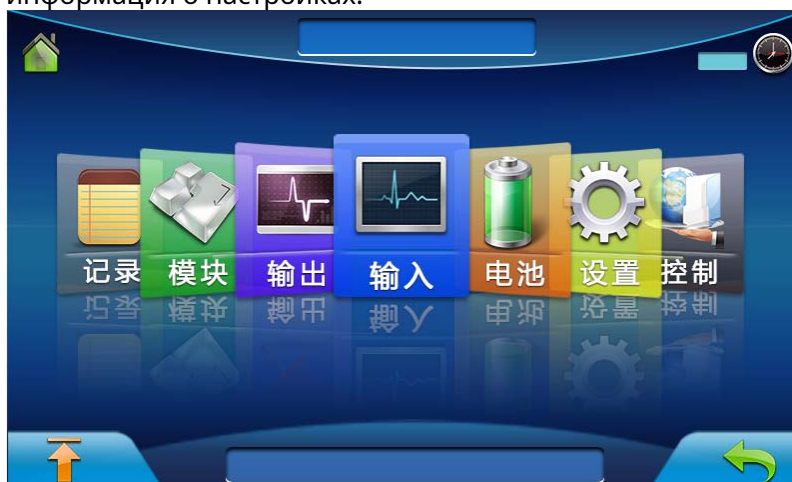 информация о настройках.
记录 模块 输出 输入 电池 设置 控制